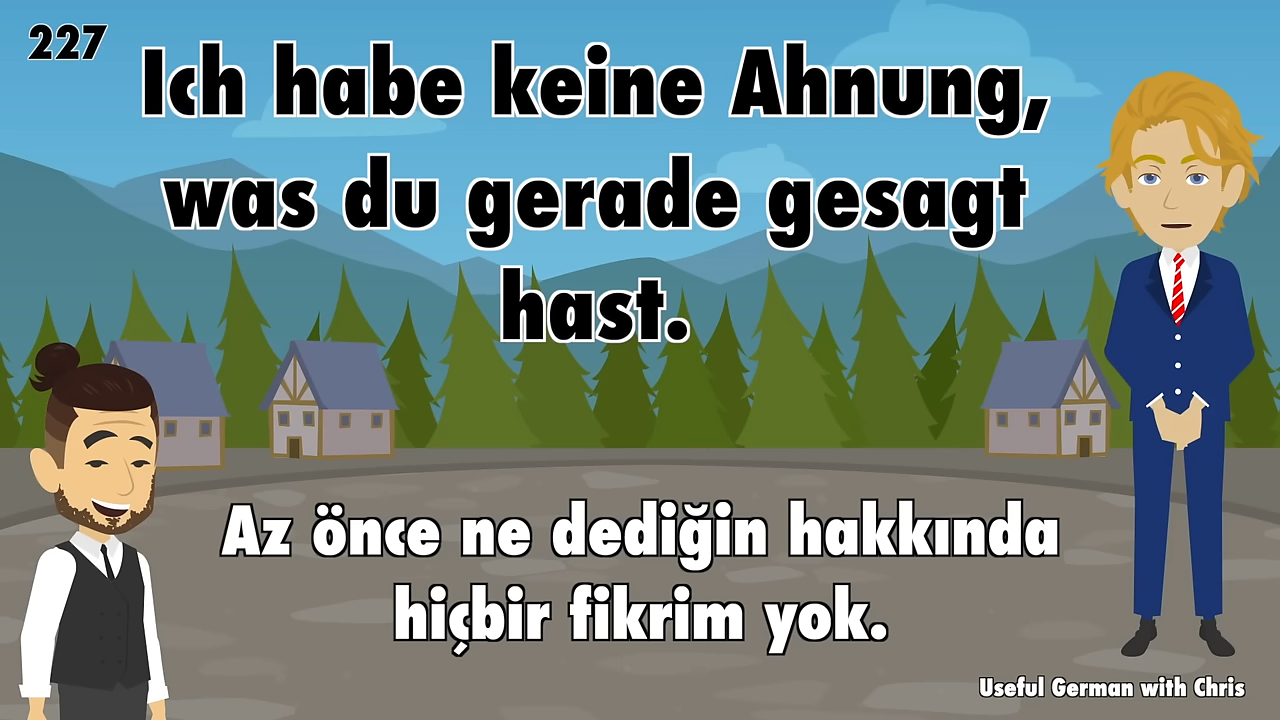 227
Ich habe keine Ahnung,
was du gerade gesagt
hast.
Az önce ne dediğin hakkında
hiçbir fikrim yok.
Useful German with Chris